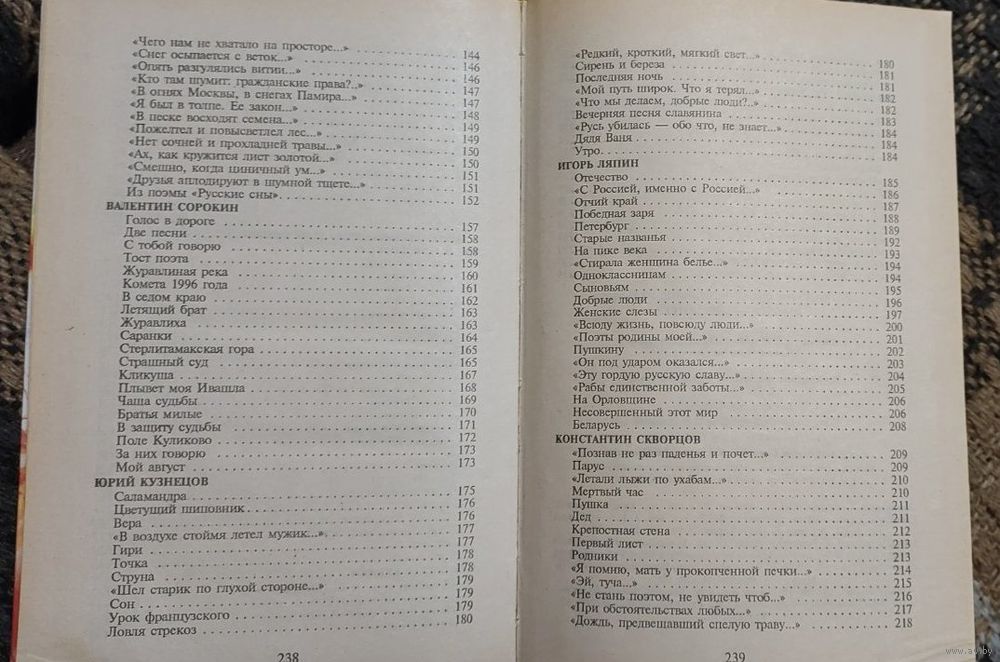 «Чего нам не хватало на просторе...» 144
«Снег осыпается с веток...» 146
«Опять разгулялись витии...» 146
«Кто там шумит: гражданские права?..» 147
«В огнях Москвы, в снегах Памира...» 147
«Я был в толпе. Ее закон...» 148
«В песке восходят семена...» 149
«Пожелтел и повысветлел лес...» 149
«Нет сочней и прохладней травы...» 150
«Ах, как кружится лист золотой...» 150
«Смешно, когда циничный ум...» 151
«Друзья аплодируют в шумной тщете...» 151
Из поэмы «Русские сны» 152
ВАЛЕНТИН СОРОКИН
Голос в дороге 157
Две песни 158
С тобой говорю 158
Тост поэта 159
Журавлиная река 160
Комета 1996 года 161
В седом краю 162
Летящий брат 163
Журавлиха 163
Саранки 164
Стерлитамакская гора 165
Страшный суд 165
Кликуша 167
Плывет моя Ивашла 168
Чаша судьбы 169
Братья милые 170
В защиту судьбы 171
Поле Куликово 172
За них говорю 173
Мой август 173
ЮРИЙ КУЗНЕЦОВ
Саламандра 175
Цветущий шиповник 176
Вера 176
«В воздухе стоймя летел мужик...» 177
Гири 177
Точка 178
Струна 178
«Шел старик по глухой стороне...» 179
Сон 179
Урок французского 179
Ловля стрекоз 180
238
«Редкий, кроткий, мягкий свет...» 180
Сирень и береза 181
Последняя ночь 181
«Мой путь широк. Что я терял...» 182
«Что мы делаем, добрые люди?..» 182
Вечерняя песня славянина 183
«Русь убилась — обо что, не знает...» 184
Дядя Ваня 184
Утро 184
ИГОРЬ ЛЯПИН
Отечество 185
«С Россией, именно с Россией...» 186
Отчий край 187
Победная заря 188
Петербург 189
Старые названья 192
На пике века 193
«Стирала женщина белье...» 194
Одноклассницам 194
Сыновьям 195
Добрые люди 196
Женские слезы 197
«Всюду жизнь, повсюду люди...» 200
«Поэты родины моей...» 201
Пушкину 202
«Он под ударом оказался...» 203
«Эту гордую русскую славу...» 204
«Рабы единственной заботы...» 205
На Орловщине 206
Несовершенный этот мир 206
Беларусь 208
КОНСТАНТИН СКВОРЦОВ
«Познав не раз паденья и почет...» 209
Парус 209
«Летали лыжи по ухабам...» 210
Мертвый час 210
Пушка 211
Дед 211
Крепостная стена 212
Первый лист 213
Родники 213
«Я помню, мать у прокопченной печки...» 214
«Эй, туча...» 215
«Не стань поэтом, не увидеть чтоб...» 216
«При обстоятельствах любых...» 217
«Дождь, предвещавший спелую траву...» 218
239
www.ay.by